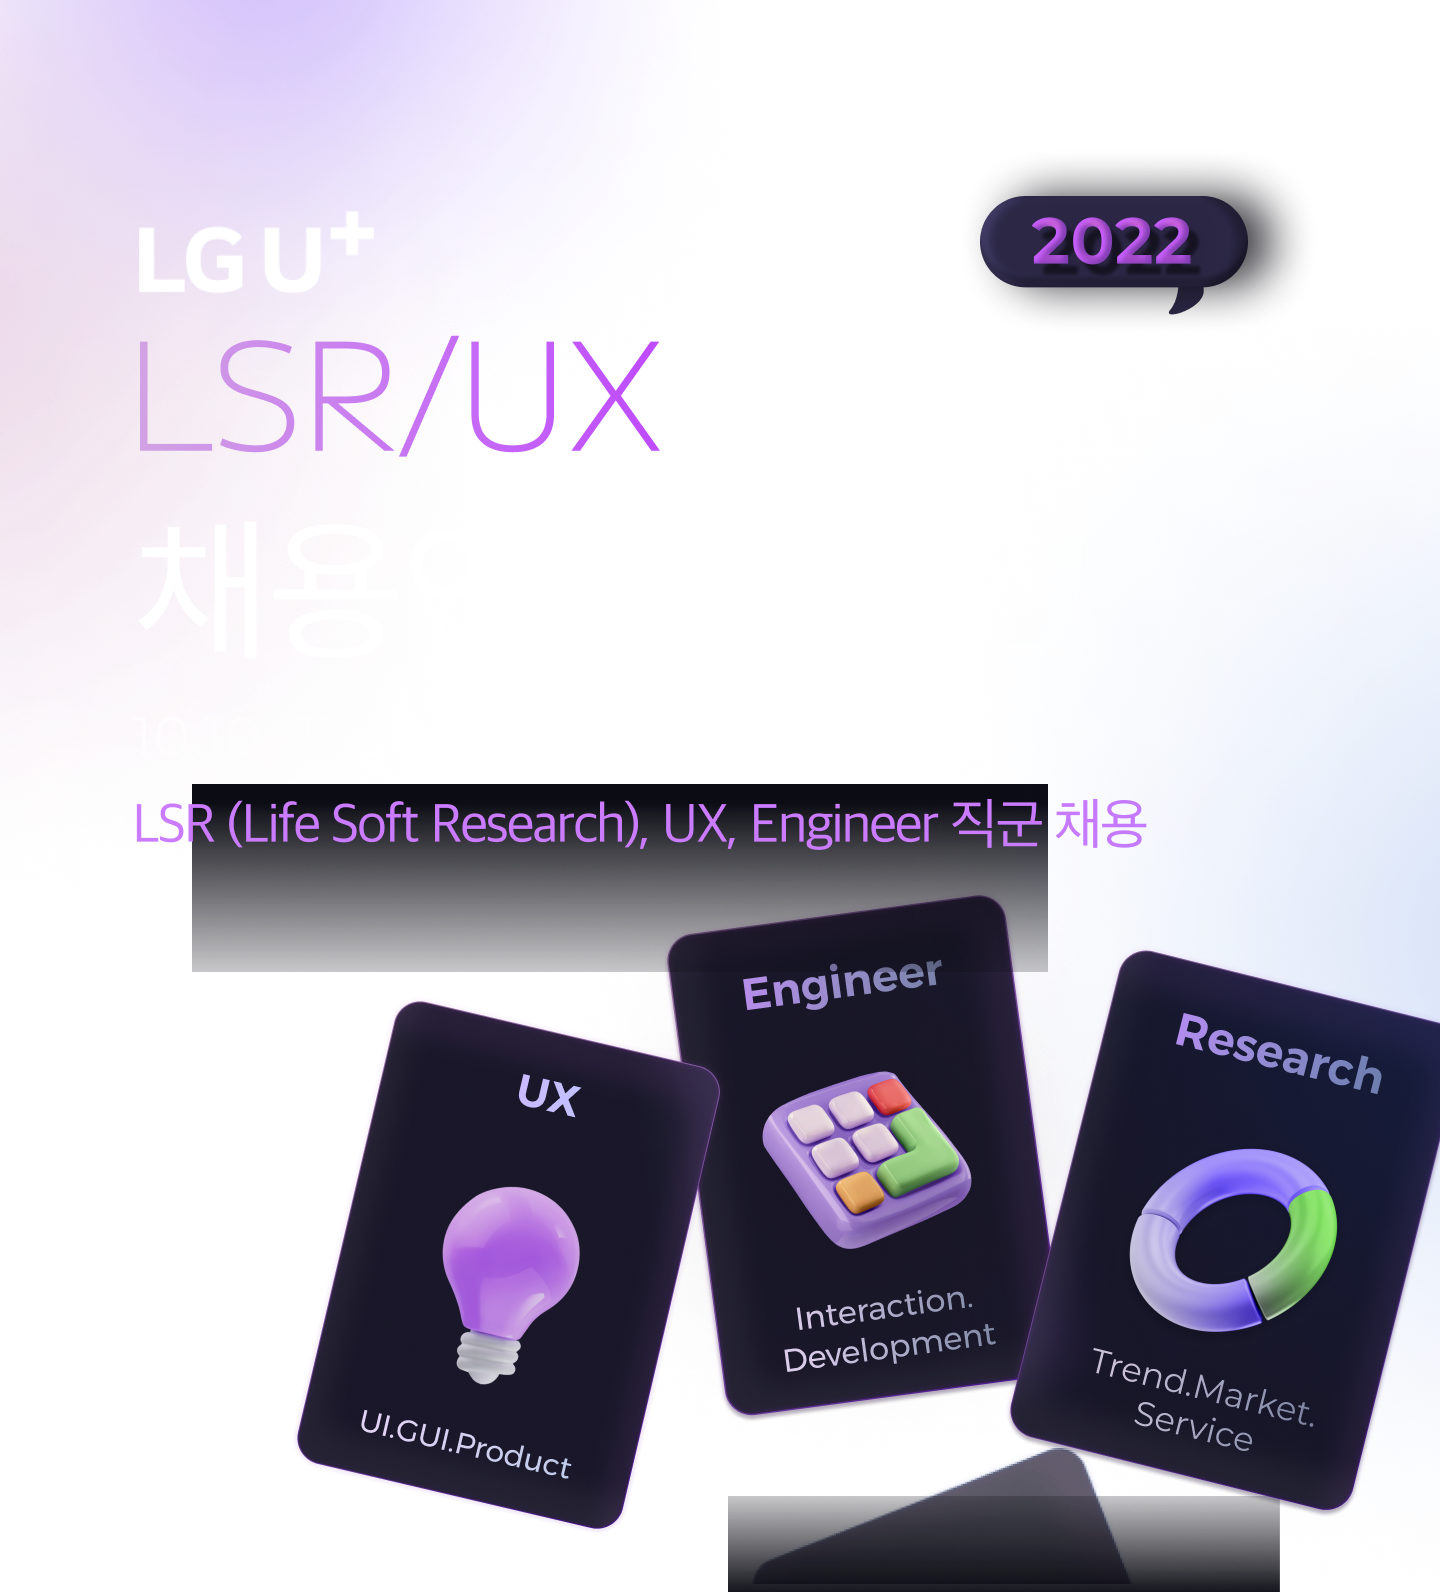 LG U+
2022
LSR/UX
채용
LSR (Life Soft Research), UX, Engineer 직군 채용
Engineer
Interaction.
Development
Research
Trend.Market.
Service
UX
UI.GUI.Product